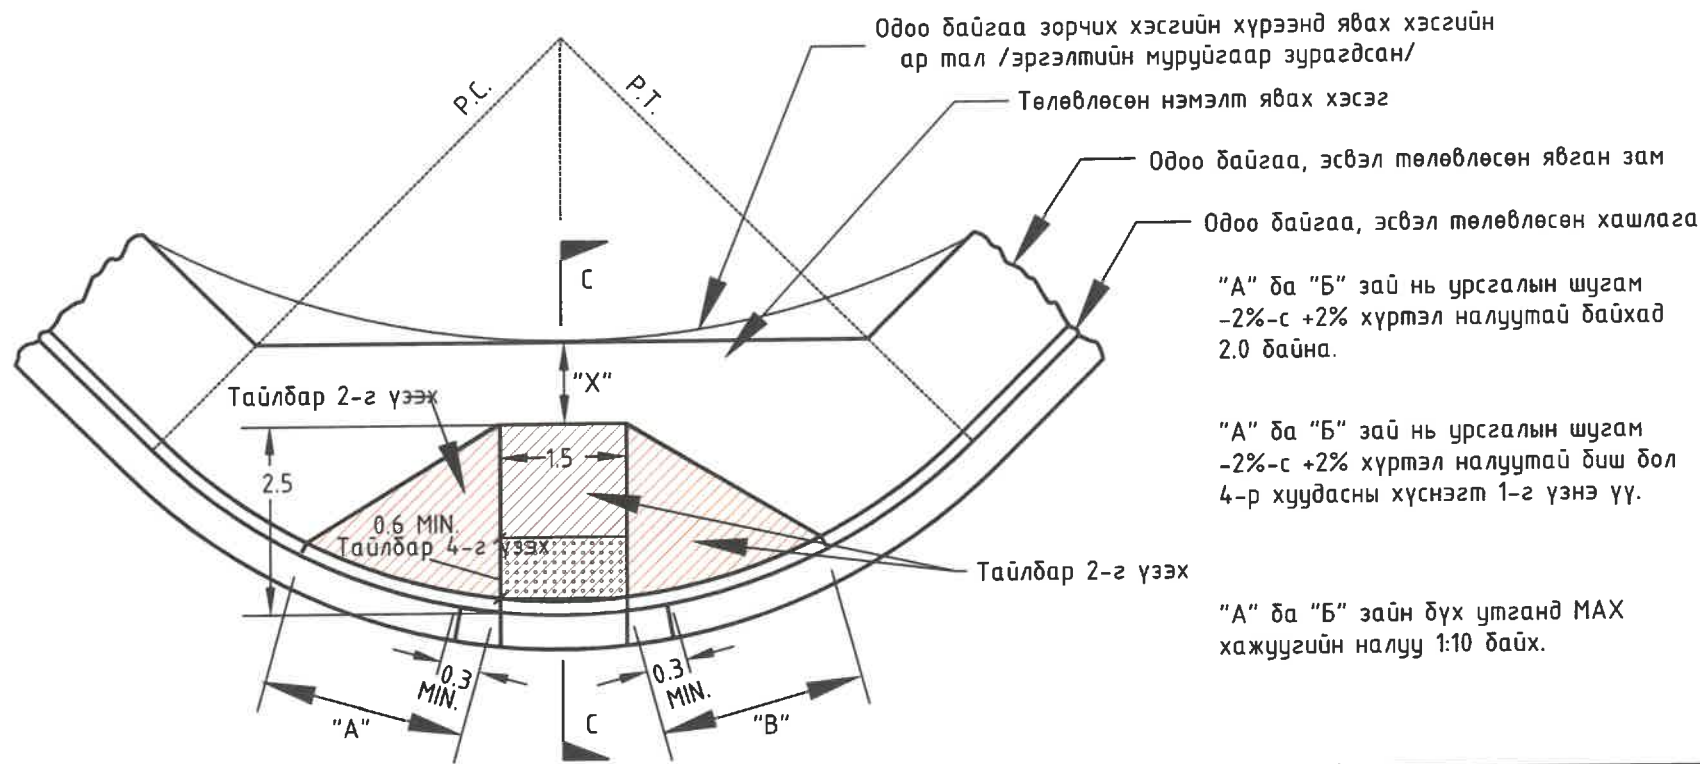 Одоо байгаа зорчих хэсгийн хүрээнд явах хэсгийн
ар тал /эргэлтийн муруйгаар зурагдсан/
P.C.
P.T.
Төлөвлөсөн нэмэлт явах хэсэг
Одоо байгаа, эсвэл төлөвлөсөн явган зам
Одоо байгаа, эсвэл төлөвлөсөн хашлага
C
"А" ба "Б" зай нь урсгалын шугам
-2%-с +2% хүртэл налуутай байхад
2.0 байна.
"X"
Тайлбар 2-г үзэх
"А" ба "Б" зай нь урсгалын шугам
-2%-с +2% хүртэл налуутай биш бол
4-р хуудасны хүснэгт 1-г үзнэ үү.
1.5
2.5
0.6 MIN.
Тайлбар 4-г үзэх
Тайлбар 2-г үзэх
"А" ба "Б" зайн бүх утганд MAX
хажуугийн налуу 1:10 байх.
0.3
MIN.
0.3
MIN.
"A"
C
"B"